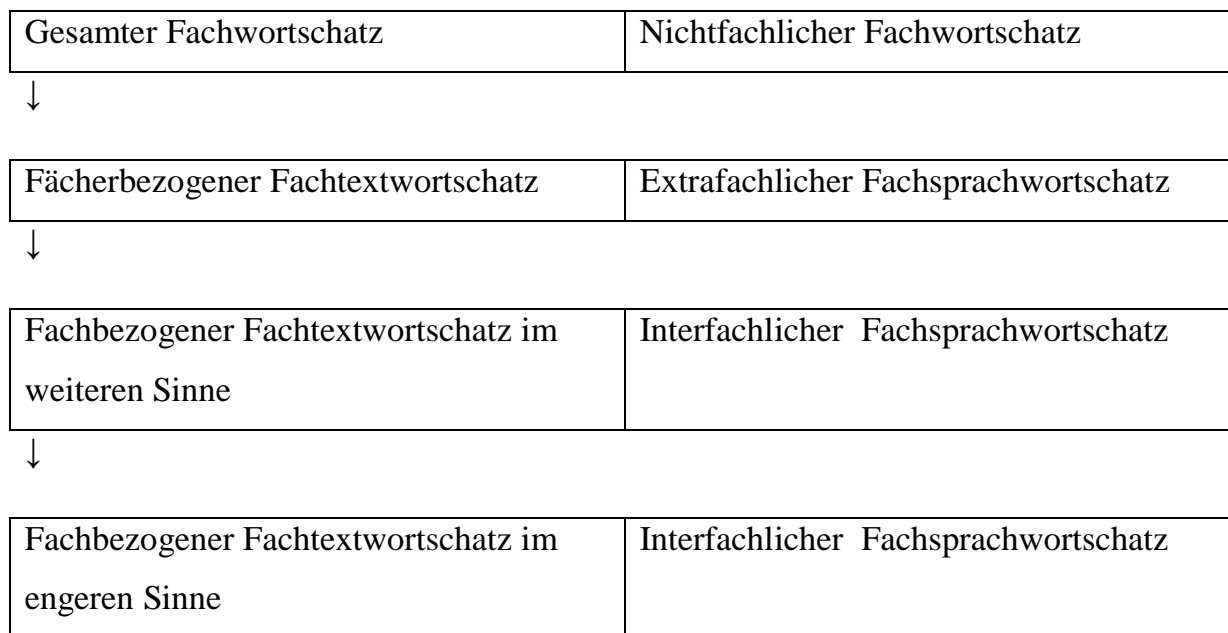 Gesamter Fachwortschatz Nichtfachlicher Fachwortschatz
↓
Fächerbezogener Fachtextwortschatz Extrafachlicher Fachsprachwortschatz
↓
Fachbezogener Fachtextwortschatz im Interfachlicher Fachsprachwortschatz
weiteren Sinne
↓
Fachbezogener Fachtextwortschatz im Interfachlicher Fachsprachwortschatz
engeren Sinne